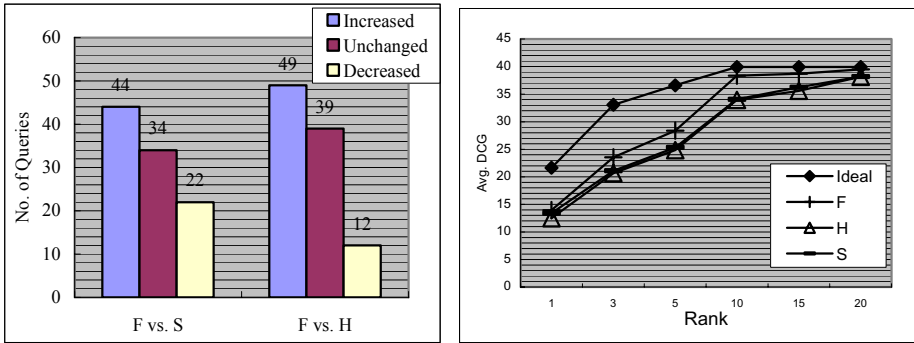 Increased
Unchanged
Decreased
No. of Queries
60
50
40
30
20
10
0
44
34
22
49
39
12
F vs. S
F vs. H
Avg. DCG
45
40
35
30
25
20
15
10
5
0
Ideal
F
H
S
1 3 5 10 15 20
Rank